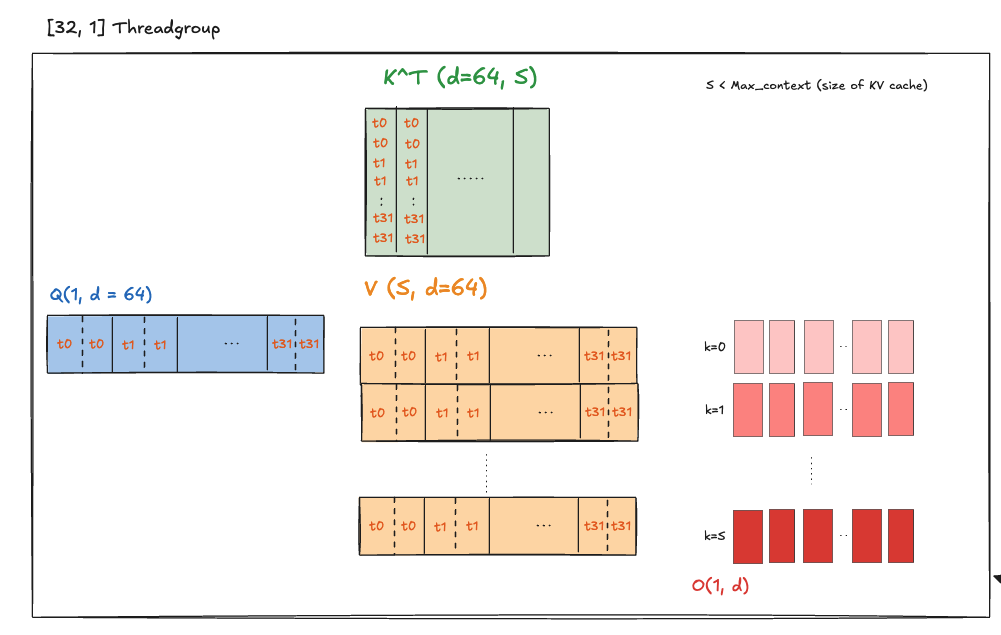 [32, 1] Threadgroup
K^T (d=64, S)
S < Max_context (size of KV cache)
t0 t0
t0 t0
t1 t1
t1 t1
.....
: :
t31 t31
t31 t31
V (S, d=64)
Q(1, d = 64)
t0 t0 t1 t1 ... t31 t31
t0 t0 t1 t1 ... t31 t31
k=0 ..
t0 t0 t1 t1 ... t31 t31
k=1 ..
t0 t0 t1 t1 ... t31 t31
k=S ..
O(1, d)